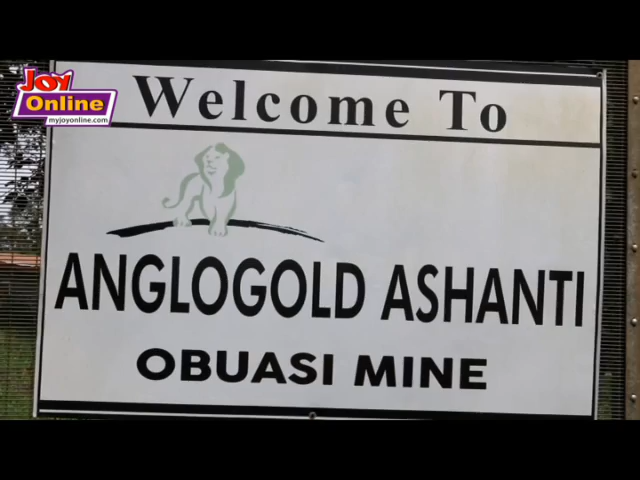 JOY
Online
myjoyonline.com
Welcome To
ANGLOGOLD ASHANTI
OBUASI MINE